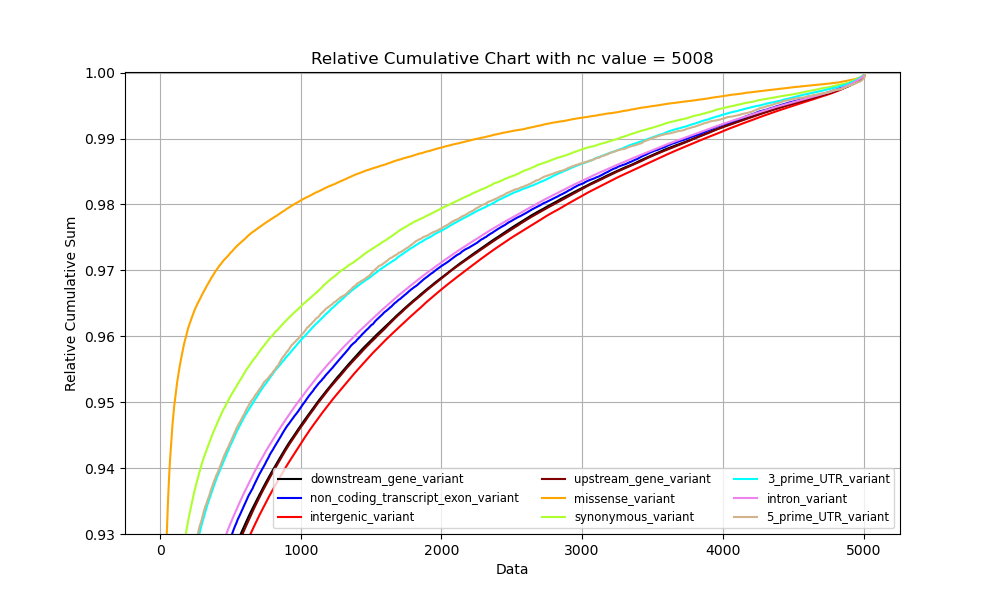 Relative Cumulative Chart with nc value = 5008
Relative Cumulative Sum
1.00
0.99
0.98
0.97
0.96
0.95
0.94
0.93
downstream_gene_variant
non_coding_transcript_exon_variant
intergenic_variant
upstream_gene_variant
missense_variant
synonymous_variant
3_prime_UTR_variant
intron_variant
5_prime_UTR_variant
0 1000 2000 3000 4000 5000
Data